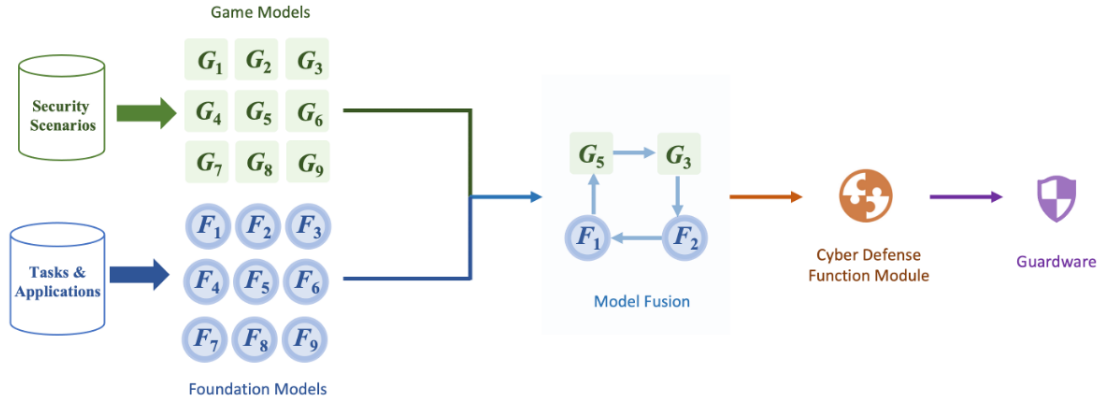 Game Models
G1 G2 G3
Security
Scenarios
G4 G5 G6
G7 G8 G9
F1 F2 F3
Tasks &
Applications
F4 F5 F6
F7 F8 F9
Foundation Models
G5 G3
F1 F2
Model Fusion
Cyber Defense
Function Module
Guardware